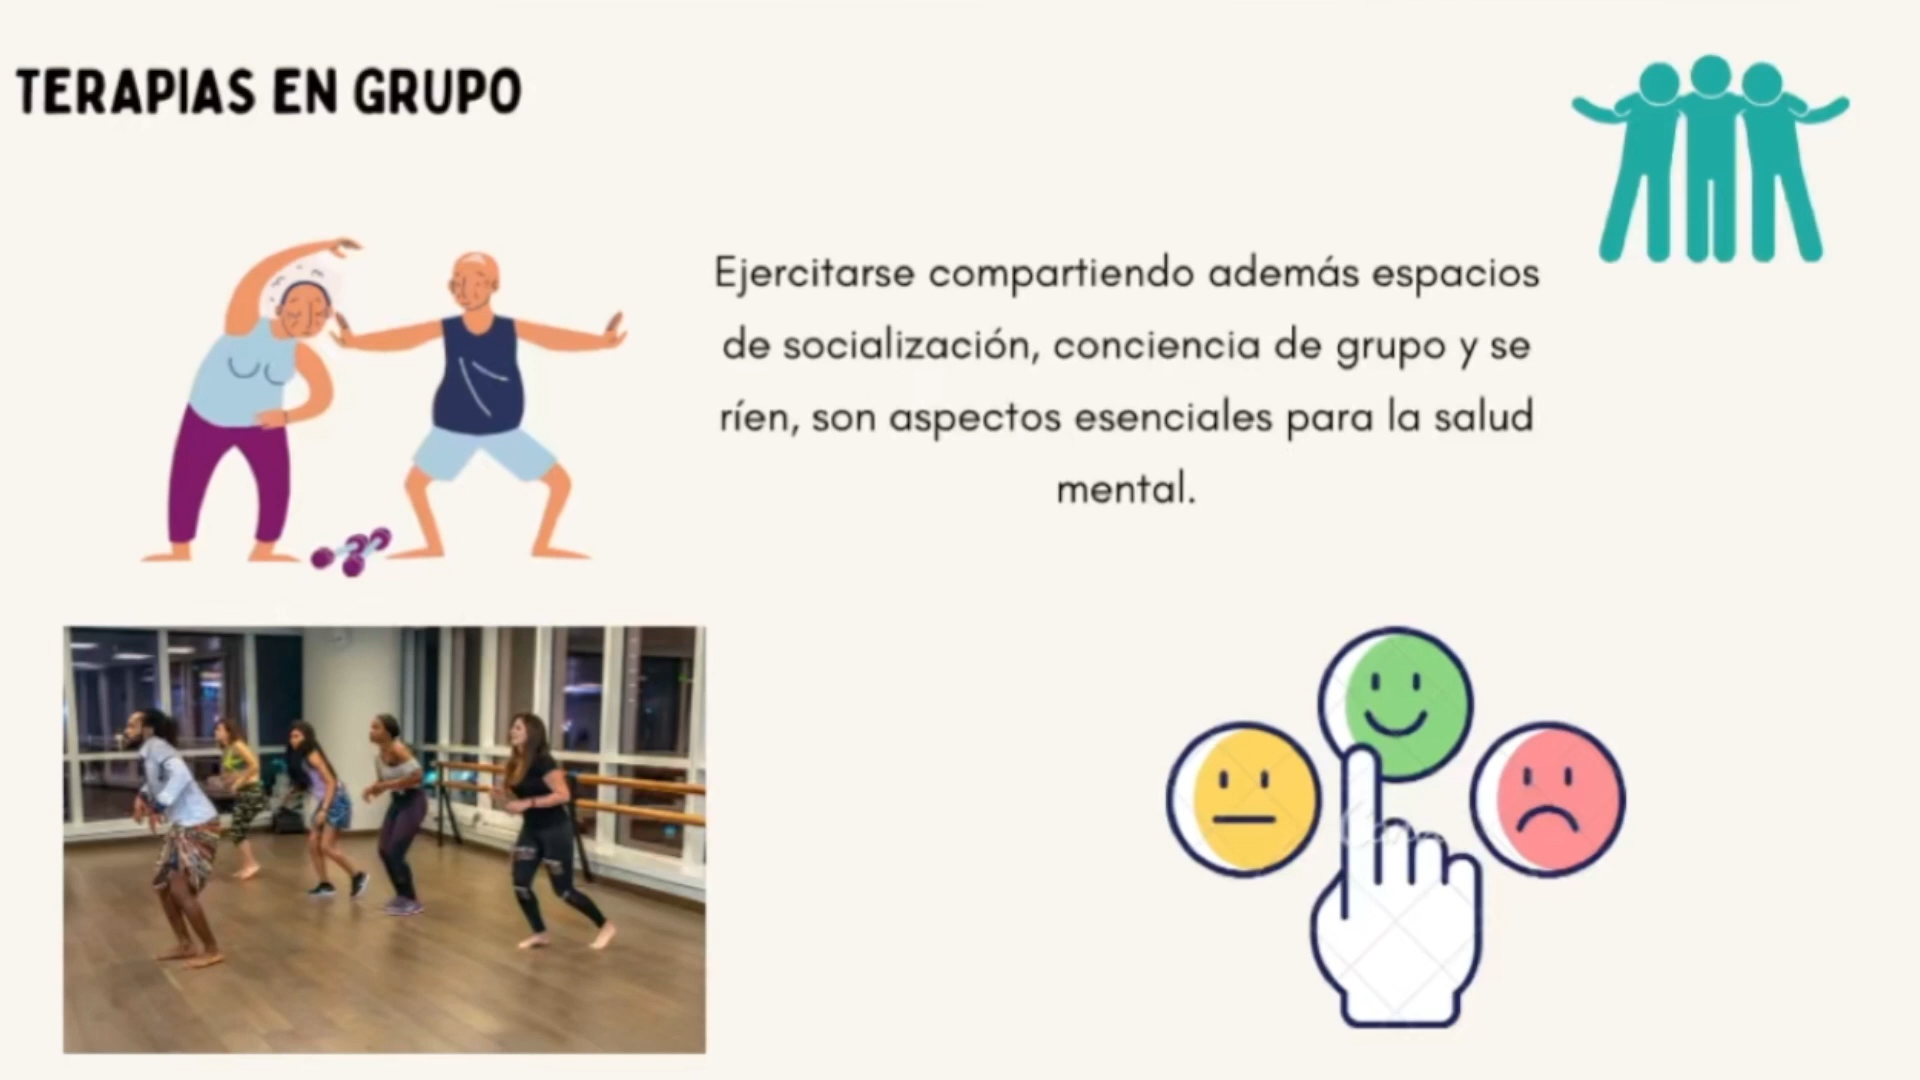 TERAPIAS EN GRUPO
Ejercitarse compartiendo además espacios
de socialización, conciencia de grupo y se
ríen, son aspectos esenciales para la salud
mental.